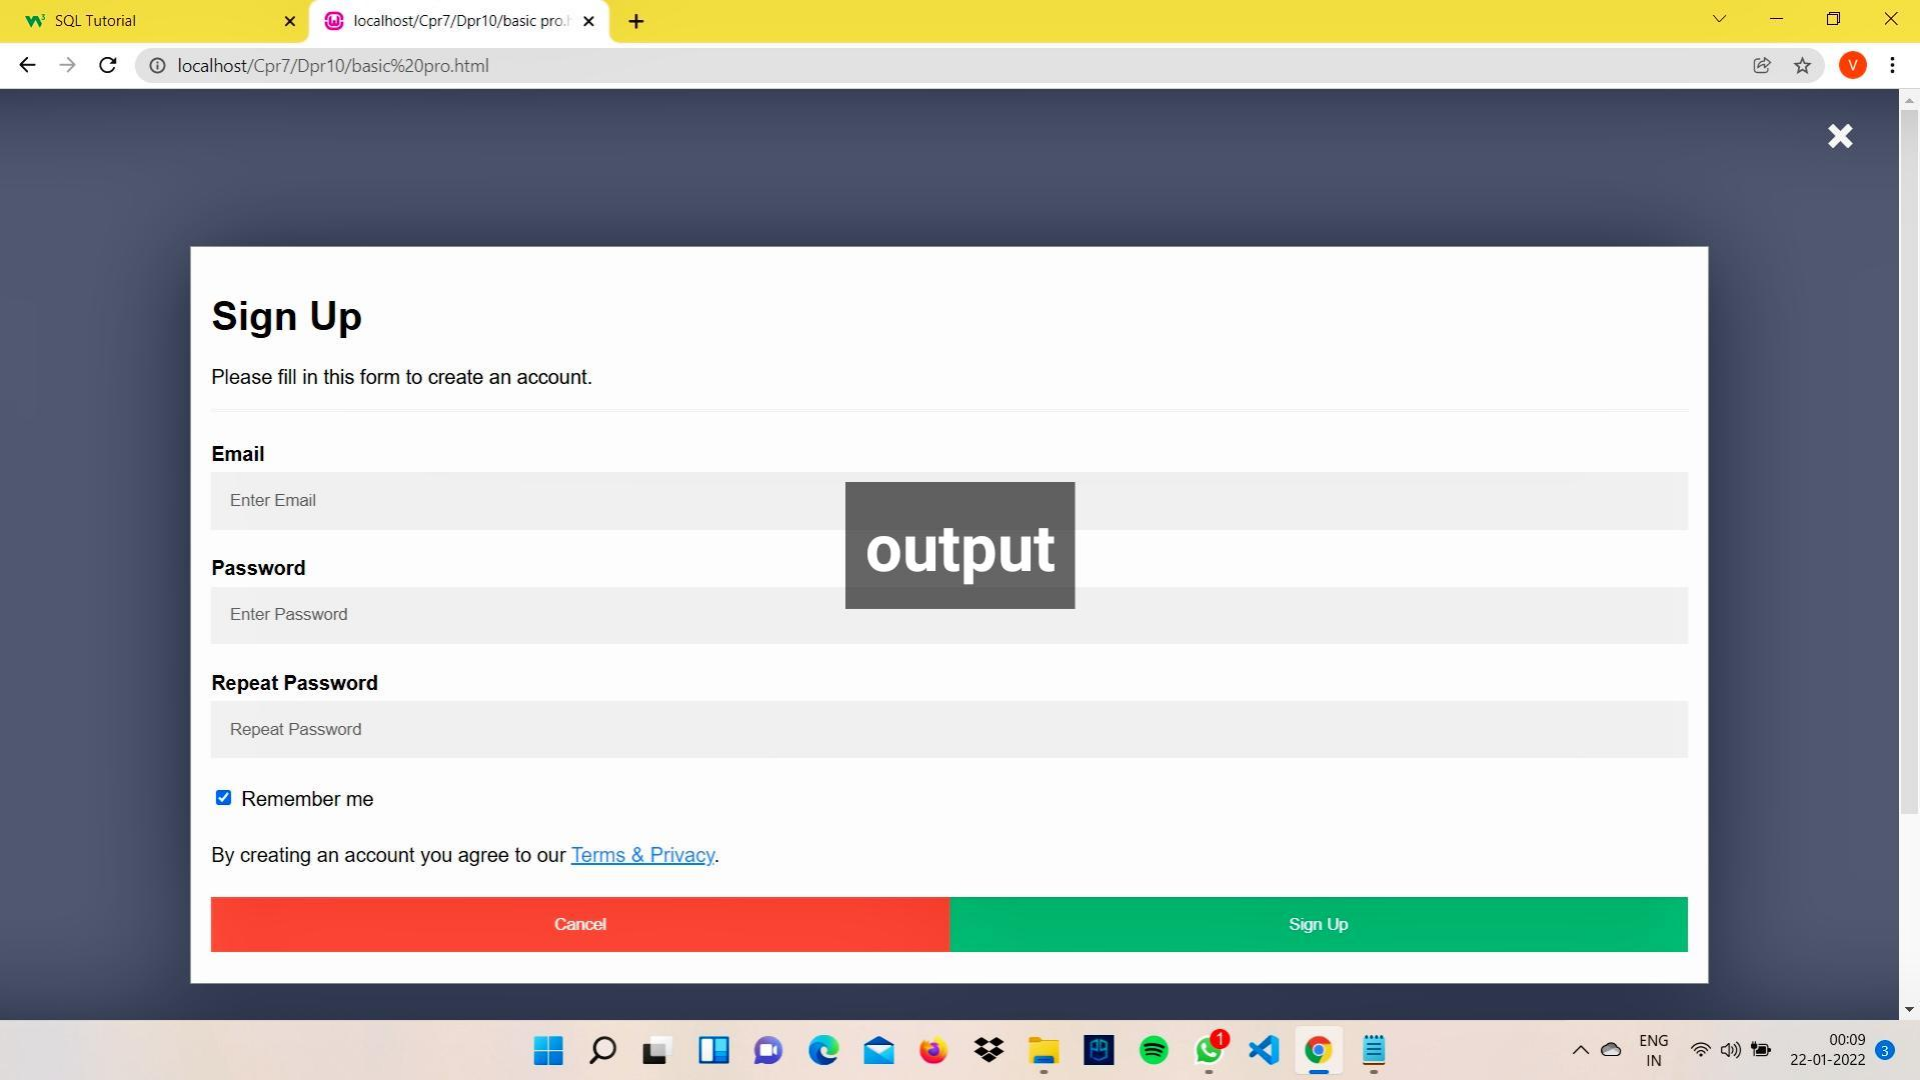 SQL Tutorial
localhost/Cpr7/Dpr10/basic pro.h
localhost/Cpr7/Dpr10/basic%20pro.html
V
Sign Up
Please fill in this form to create an account.
Email
Enter Email
output
Password
Enter Password
Repeat Password
Repeat Password
Remember me
By creating an account you agree to our Terms & Privacy.
Cancel
Sign Up
1
ENG
IN
00:09
22-01-2022
3